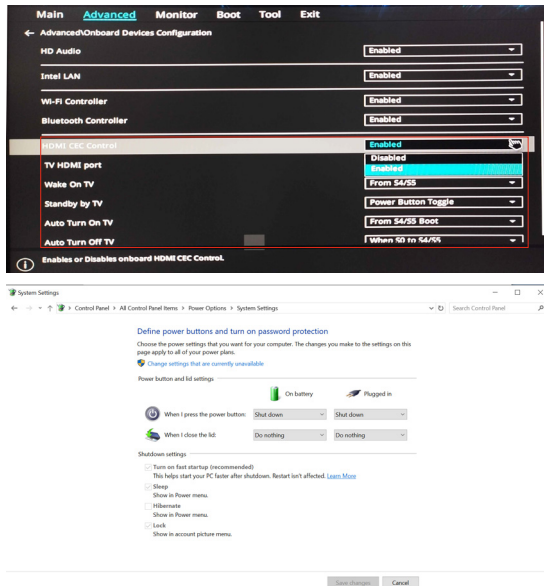 Main Advanced Monitor Boot Tool Exit
← Advanced\Onboard Devices Configuration
HD Audio Enabled
Intel LAN Enabled
Wi-Fi Controller Enabled
Bluetooth Controller Enabled
HDMI CEC Control Enabled
Disabled
TV HDMI port Enabled
Wake On TV From S4/S5
Standby by TV Power Button Toggle
Auto Turn On TV From S4/S5 Boot
Auto Turn Off TV When S0 to S4/S5
Enables or Disables onboard HDMI CEC Control.
System Settings
Control Panel > All Control Panel Items > Power Options > System Settings
Search Control Panel
Define power buttons and turn on password protection
Choose the power settings that you want for your computer. The changes you make to the settings on this
page apply to all of your power plans.
Change settings that are currently unavailable
Power button and lid settings
On battery Plugged in
When I press the power button: Shut down Shut down
When I close the lid: Do nothing Do nothing
Shutdown settings
Turn on fast startup (recommended)
This helps start your PC faster after shutdown. Restart isn't affected. Learn More
Sleep
Show in Power menu.
Hibernate
Show in Power menu.
Lock
Show in account picture menu.
Save changes Cancel